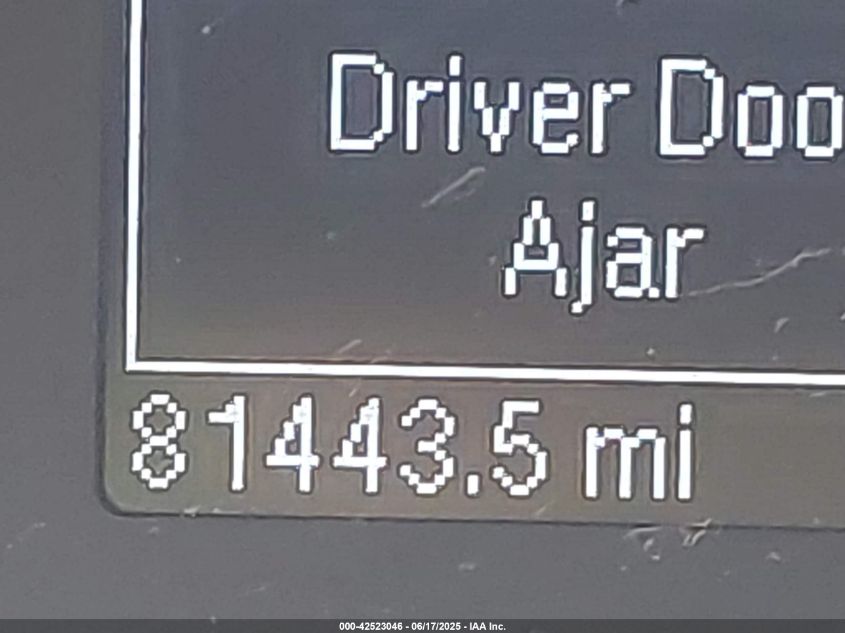 Driver Doo
Ajar
81443.5 mi
000-42523046 - 06/17/2025 - IAA Inc.